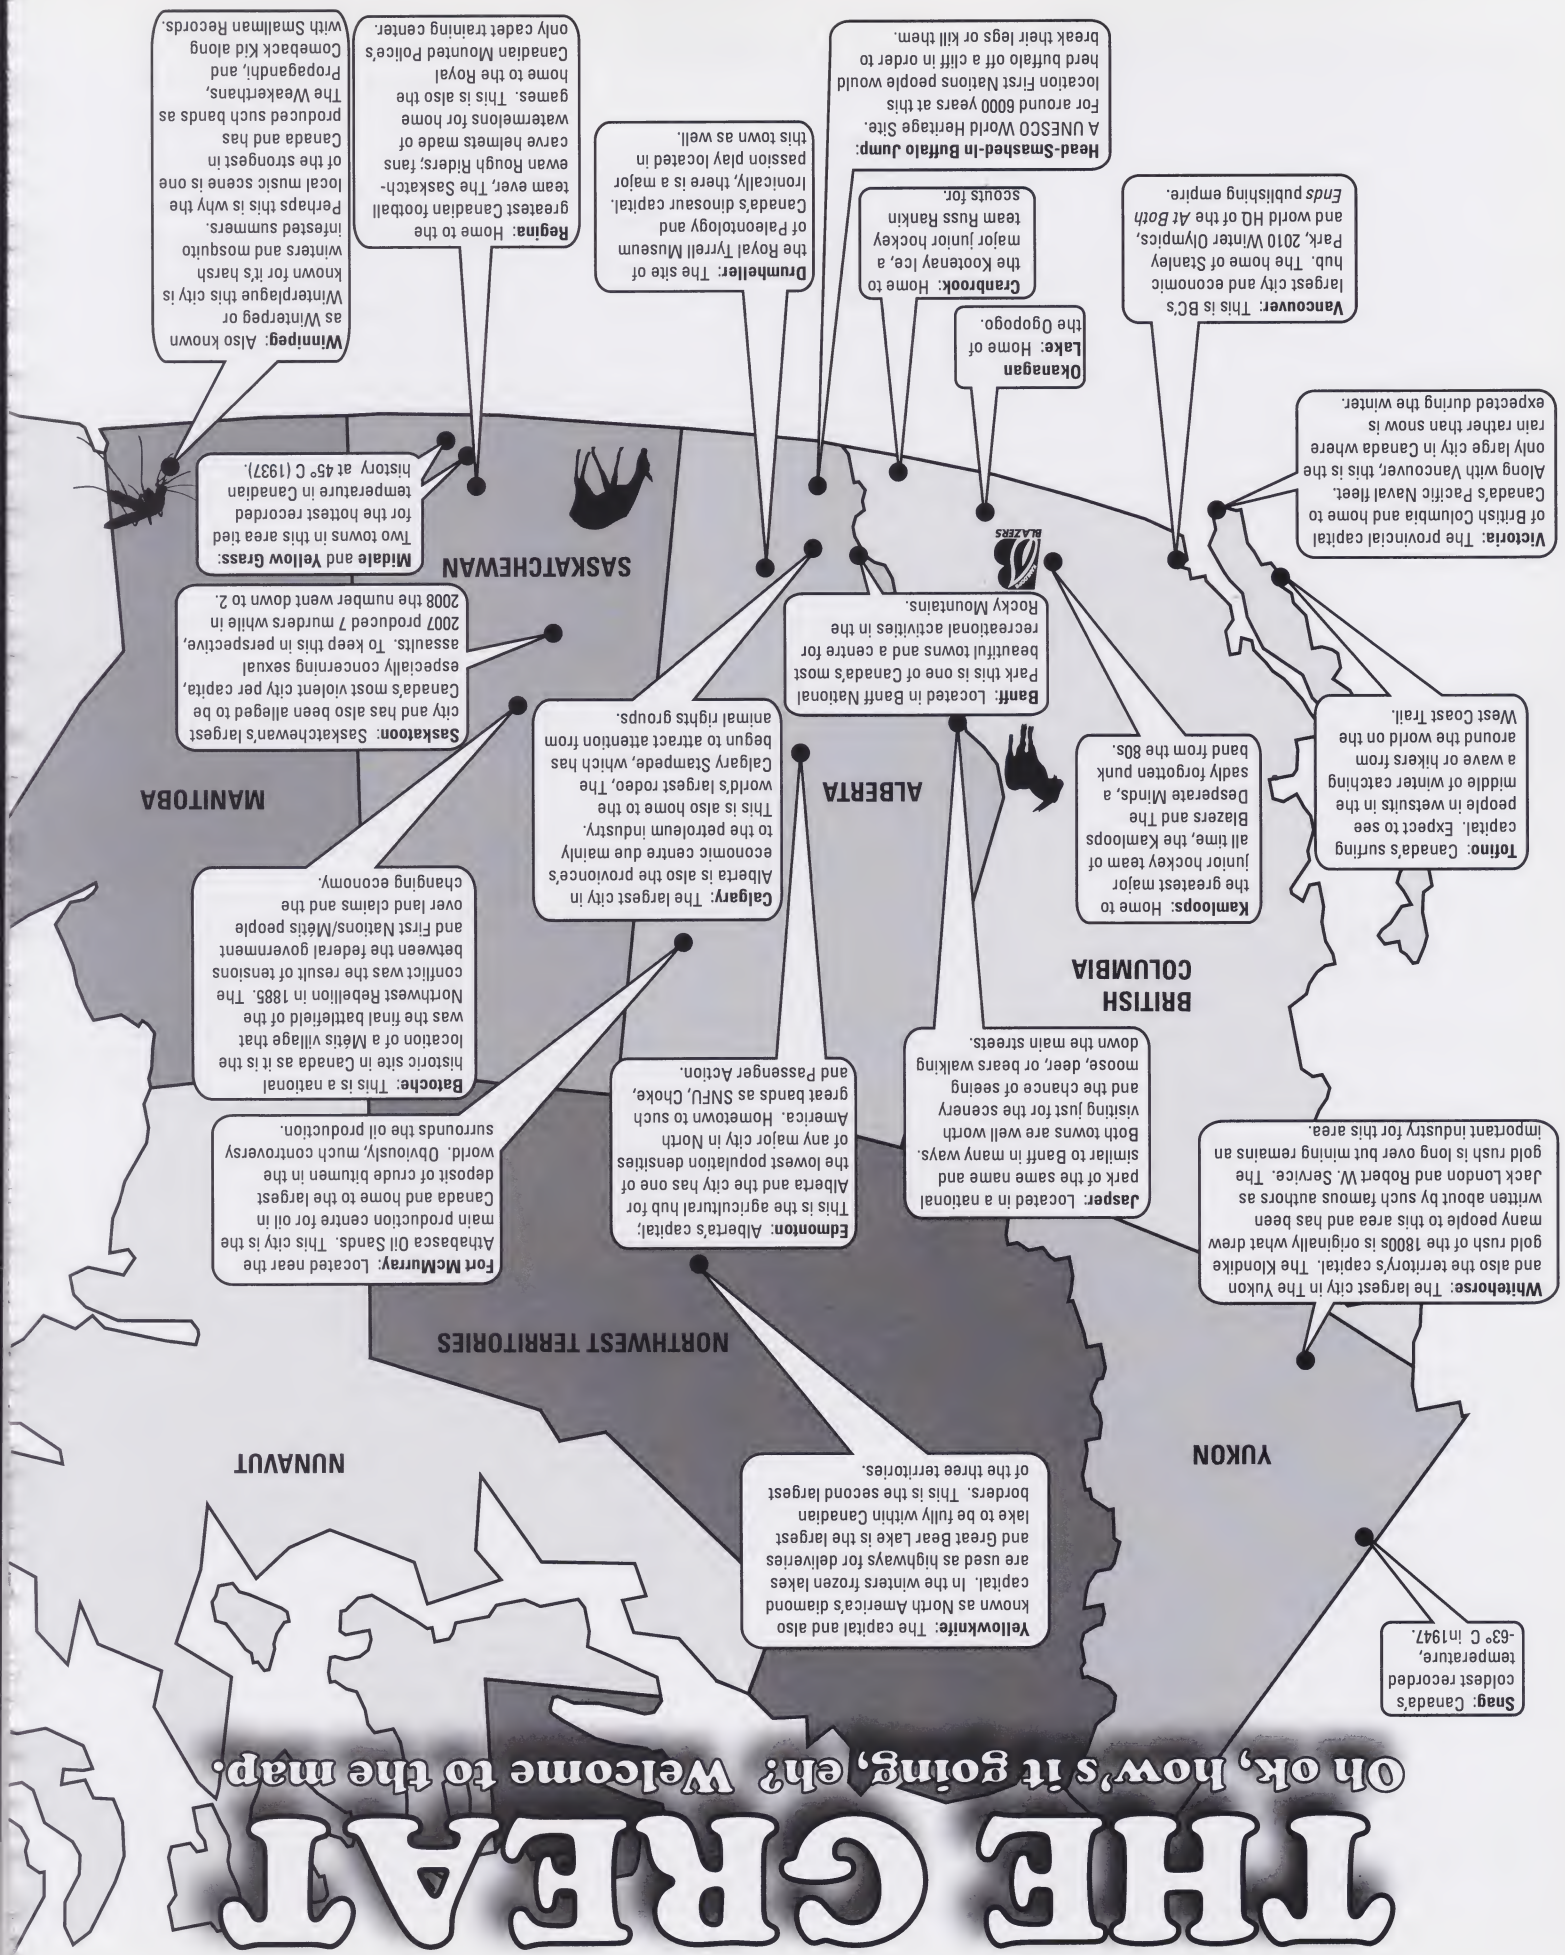 THE GREAT
Oh ok, how's it going, eh? Welcome to the map.
Snag: Canada's
coldest recorded
temperature,
-63° C in1947.
Yellowknife: The capital and also
known as North America's diamond
capital. In the winters frozen lakes
are used as highways for deliveries
and Great Bear Lake is the largest
lake to be fully within Canadian
borders. This is the second largest
of the three territories.
YUKON
NUNAVUT
NORTHWEST TERRITORIES
Whitehorse: The largest city in The Yukon
and also the territory's capital. The Klondike
gold rush of the 1800s is originally what drew
many people to this area and has been
written about by such famous authors as
Jack London and Robert W. Service. The
gold rush is long over but mining remains an
important industry for this area.
Jasper: Located in a national
park of the same name and
similar to Banff in many ways.
Both towns are well worth
visiting just for the scenery
and the chance of seeing
moose, deer, or bears walking
down the main streets.
Edmonton: Alberta's capital;
This is the agricultural hub for
Alberta and the city has one of
the lowest population densities
of any major city in North
America. Hometown to such
great bands as SNFU, Choke,
and Passenger Action.
Fort McMurray: Located near the
Athabasca Oil Sands. This city is the
main production centre for oil in
Canada and home to the largest
deposit of crude bitumen in the
world. Obviously, much controversy
surrounds the oil production.
Batoche: This is a national
historic site in Canada as it is the
location of a Métis village that
was the final battlefield of the
Northwest Rebellion in 1885. The
conflict was the result of tensions
between the federal government
and First Nations/Métis people
over land claims and the
changing economy.
BRITISH
COLUMBIA
Tofino: Canada's surfing
capital. Expect to see
people in wetsuits in the
middle of winter catching
a wave or hikers from
around the world on the
West Coast Trail.
Kamloops: Home to
the greatest major
junior hockey team of
all time, the Kamloops
Blazers and The
Desperate Minds, a
sadly forgotten punk
band from the 80s.
ALBERTA
Calgary: The largest city in
Alberta is also the provionce's
economic centre due mainly
to the petroleum industry.
This is also home to the
world's largest rodeo, The
Calgary Stampede, which has
begun to attract attention from
animal rights groups.
MANITOBA
Banff: Located in Banff National
Park this is one of Canada's most
beautiful towns and a centre for
recreational activities in the
Rocky Mountains.
Saskatoon: Saskatchewan's largest
city and has also been alleged to be
Canada's most violent city per capita,
especially concerning sexual
assaults. To keep this in perspective,
2007 produced 7 murders while in
2008 the number went down to 2.
KAMLOOPS
BLAZERS
SASKATCHEWAN
Midale and Yellow Grass:
Two towns in this area tied
for the hottest recorded
temperature in Canadian
history at 45° C (1937).
Victoria: The provincial capital
of British Columbia and home to
Canada's Pacific Naval fleet.
Along with Vancouver, this is the
only large city in Canada where
rain rather than snow is
expected during the winter.
Vancouver: This is BC's
largest city and economic
hub. The home of Stanley
Park, 2010 Winter Olympics,
and world HQ of the At Both
Ends publishing empire.
Okanagan
Lake: Home of
the Ogopogo.
Cranbrook: Home to
the Kootenay Ice, a
major junior hockey
team Russ Rankin
scouts for.
Head-Smashed-In Buffalo Jump:
A UNESCO World Heritage Site.
For around 6000 years at this
location First Nations people would
herd buffalo off a cliff in order to
break their legs or kill them.
Drumheller: The site of
the Royal Tyrrell Museum
of Paleontology and
Canada's dinosaur capital.
Ironically, there is a major
passion play located in
this town as well.
Regina: Home to the
greatest Canadian football
team ever, The Saskatch-
ewan Rough Riders; fans
carve helmets made of
watermelons for home
games. This is also the
home to the Royal
Canadian Mounted Police's
only cadet training center.
Winnipeg: Also known
as Winterpeg or
Winterplague this city is
known for it's harsh
winters and mosquito
infested summers.
Perhaps this is why the
local music scene is one
of the strongest in
Canada and has
produced such bands as
The Weakerthans,
Propagandhi, and
Comeback Kid along
with Smallman Records.